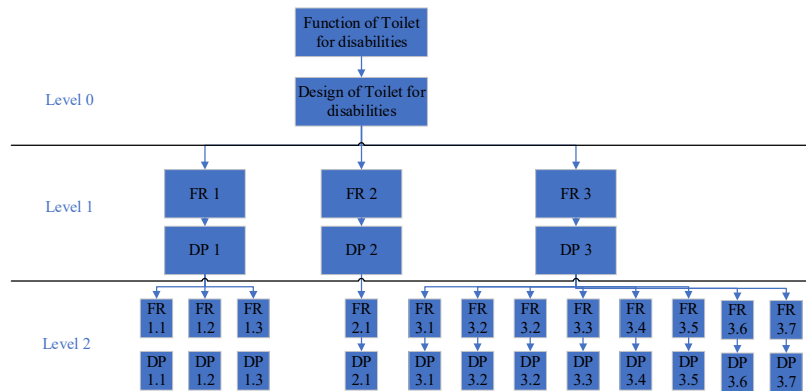 Function of Toilet
for disabilities
Level 0
Design of Toilet for
disabilities
Level 1
FR 1
FR 2
FR 3
DP 1
DP 2
DP 3
Level 2
FR
1.1
FR
1.2
FR
1.3
FR
2.1
FR
3.1
FR
3.2
FR
3.2
FR
3.3
FR
3.4
FR
3.5
FR
3.6
FR
3.7
DP
1.1
DP
1.2
DP
1.3
DP
2.1
DP
3.1
DP
3.2
DP
3.2
DP
3.3
DP
3.4
DP
3.5
DP
3.6
DP
3.7